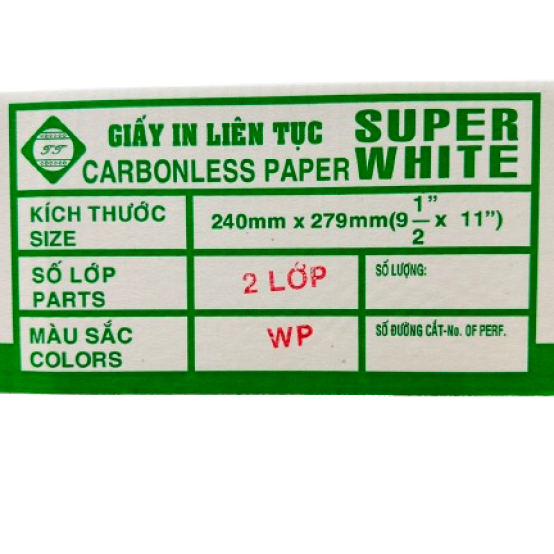 GIẤY IN LIÊN TỤC
CARBONLESS PAPER
SUPER
WHITE
KÍCH THƯỚC
SIZE
240mm x 279mm(9 1/2” x 11”)
SỐ LỚP
PARTS
2 LỚP
SỐ LƯỢNG:
MÀU SẮC
COLORS
WP
SỐ ĐƯỜNG CẮT-No. OF PERF.